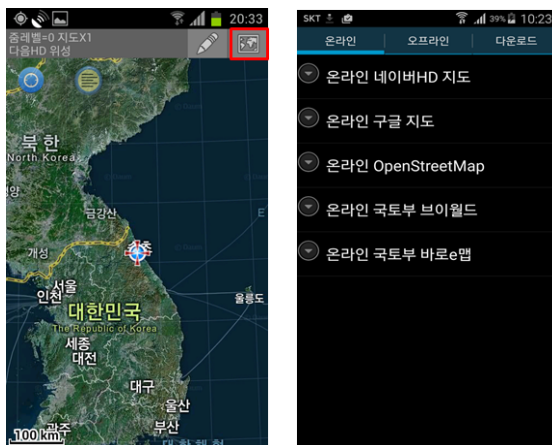 20:33
줌레벨=0 지도X1
다음HD 위성
북한
North Korea
금강산
개성
서울
인천
대한민국
The Republic of Korea
울릉도
세종
대전
대구
울산
부산
광주
100 km
SKT
39% 10:23
온라인
오프라인
다운로드
온라인 네이버HD 지도
온라인 구글 지도
온라인 OpenStreetMap
온라인 국토부 브이월드
온라인 국토부 바로e맵